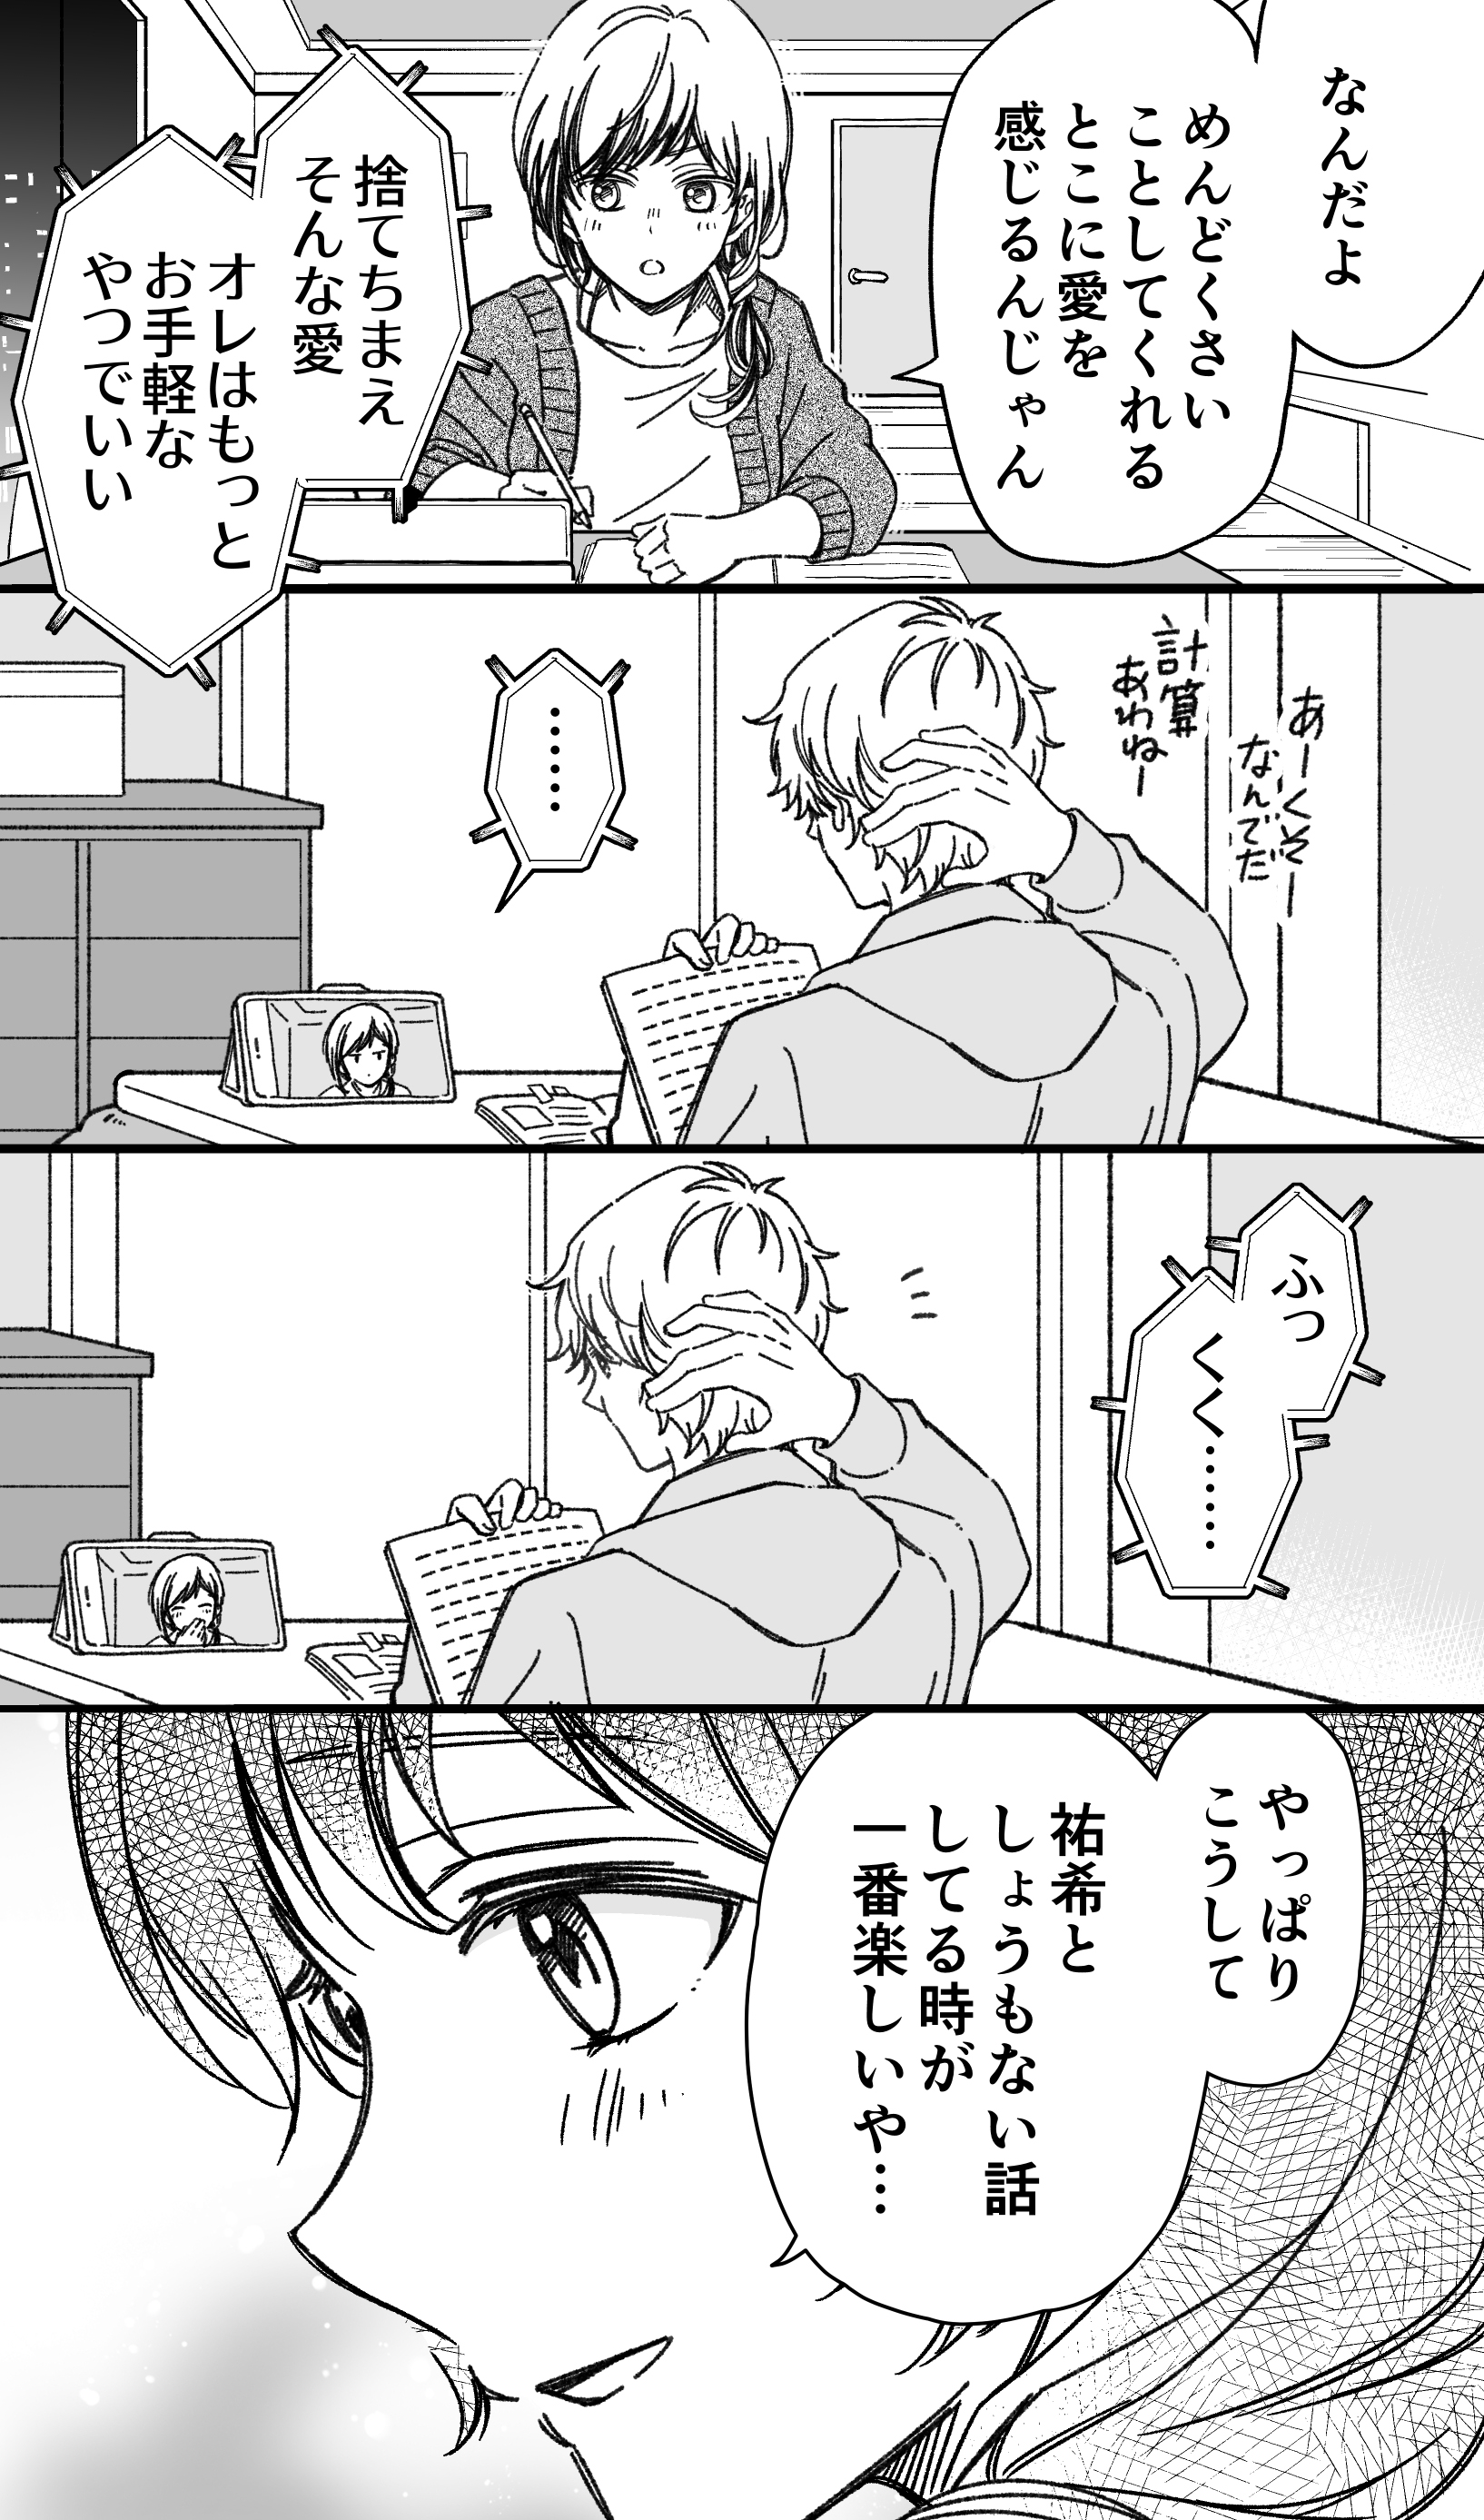 なんだよ
めんどくさい
ことしてくれる
とこに愛を
感じるんじゃん
捨てちまえ
そんな愛
オレはもっと
お手軽な
やつでいい
あーくそー
なんでだ
計算
あわねー
……
ふっ
くく……
やっぱり
こうして
祐希と
しょうもない話
してる時が
一番楽しいや…